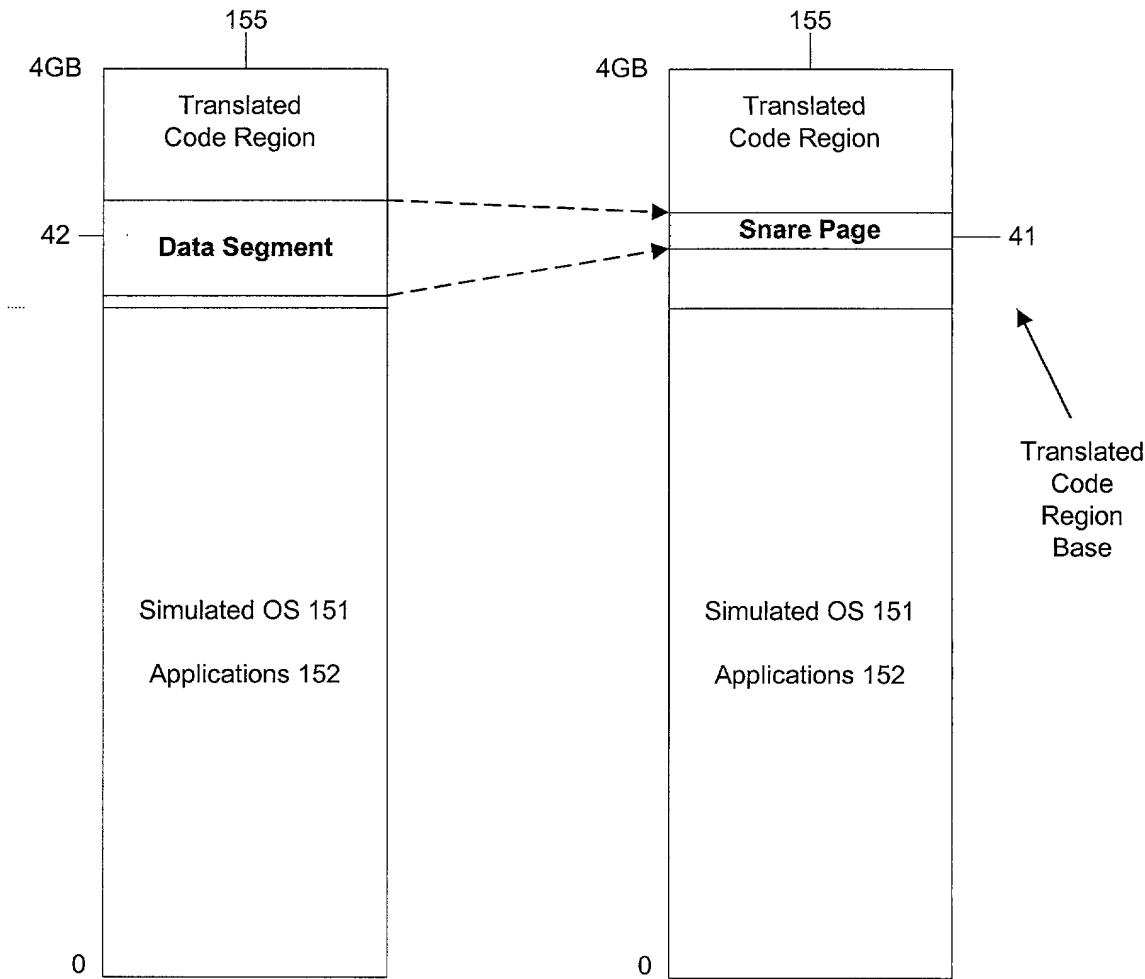 155
4GB
Translated
Code Region
42
Data Segment
Simulated OS 151
Applications 152
0
155
4GB
Translated
Code Region
Snare Page
41
Translated
Code
Region
Base
Simulated OS 151
Applications 152
0